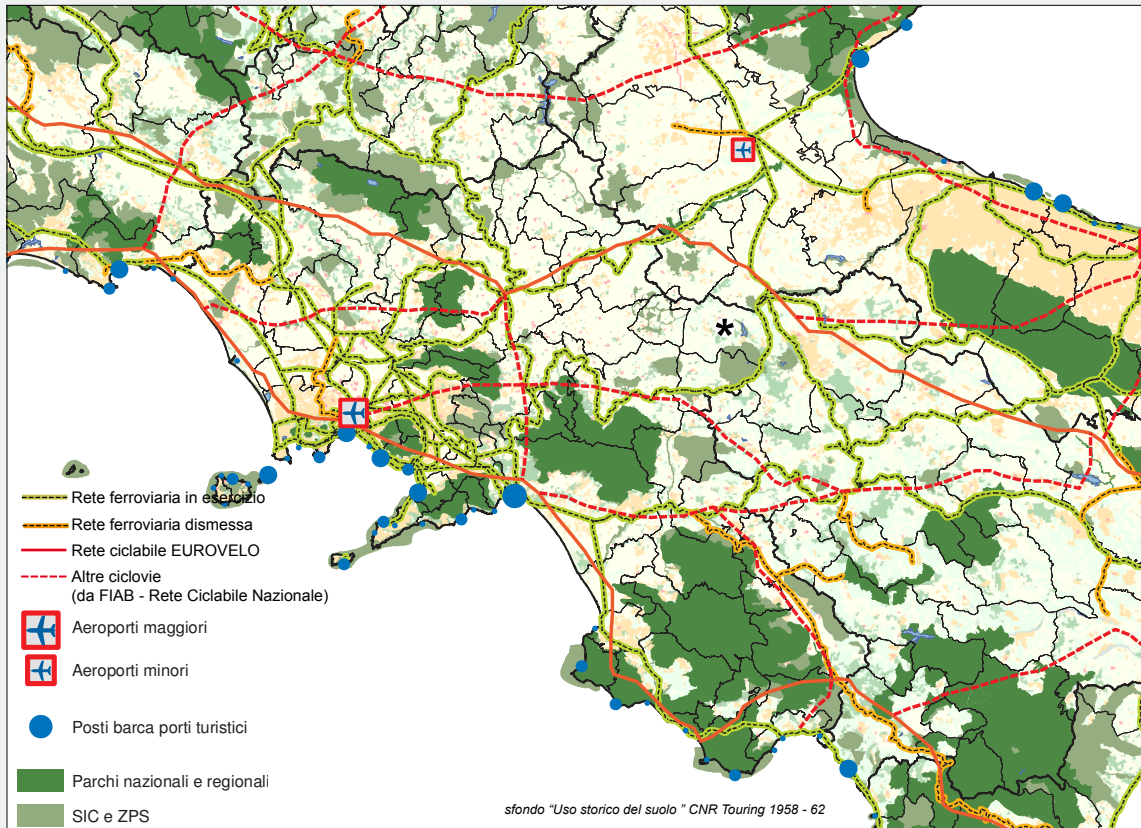 Rete ferroviaria in esercizio
Rete ferroviaria dismessa
Rete ciclabile EUROVELO
Altre ciclovie
(da FIAB - Rete Ciclabile Nazionale)
Aeroporti maggiori
Aeroporti minori
Posti barca porti turistici
Parchi nazionali e regionali
SIC e ZPS
sfondo “Uso storico del suolo ” CNR Touring 1958 - 62
*